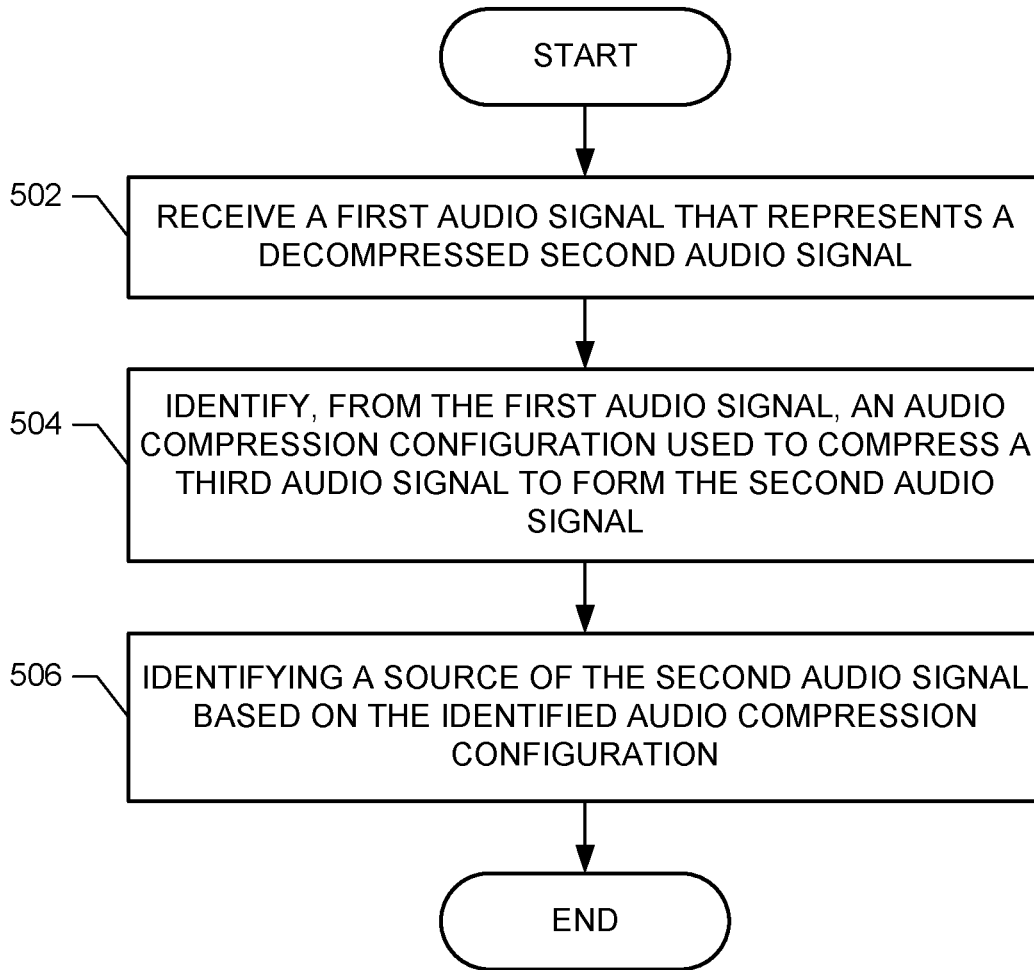 START
502
RECEIVE A FIRST AUDIO SIGNAL THAT REPRESENTS A
DECOMPRESSED SECOND AUDIO SIGNAL
504
IDENTIFY, FROM THE FIRST AUDIO SIGNAL, AN AUDIO
COMPRESSION CONFIGURATION USED TO COMPRESS A
THIRD AUDIO SIGNAL TO FORM THE SECOND AUDIO
SIGNAL
506
IDENTIFYING A SOURCE OF THE SECOND AUDIO SIGNAL
BASED ON THE IDENTIFIED AUDIO COMPRESSION
CONFIGURATION
END